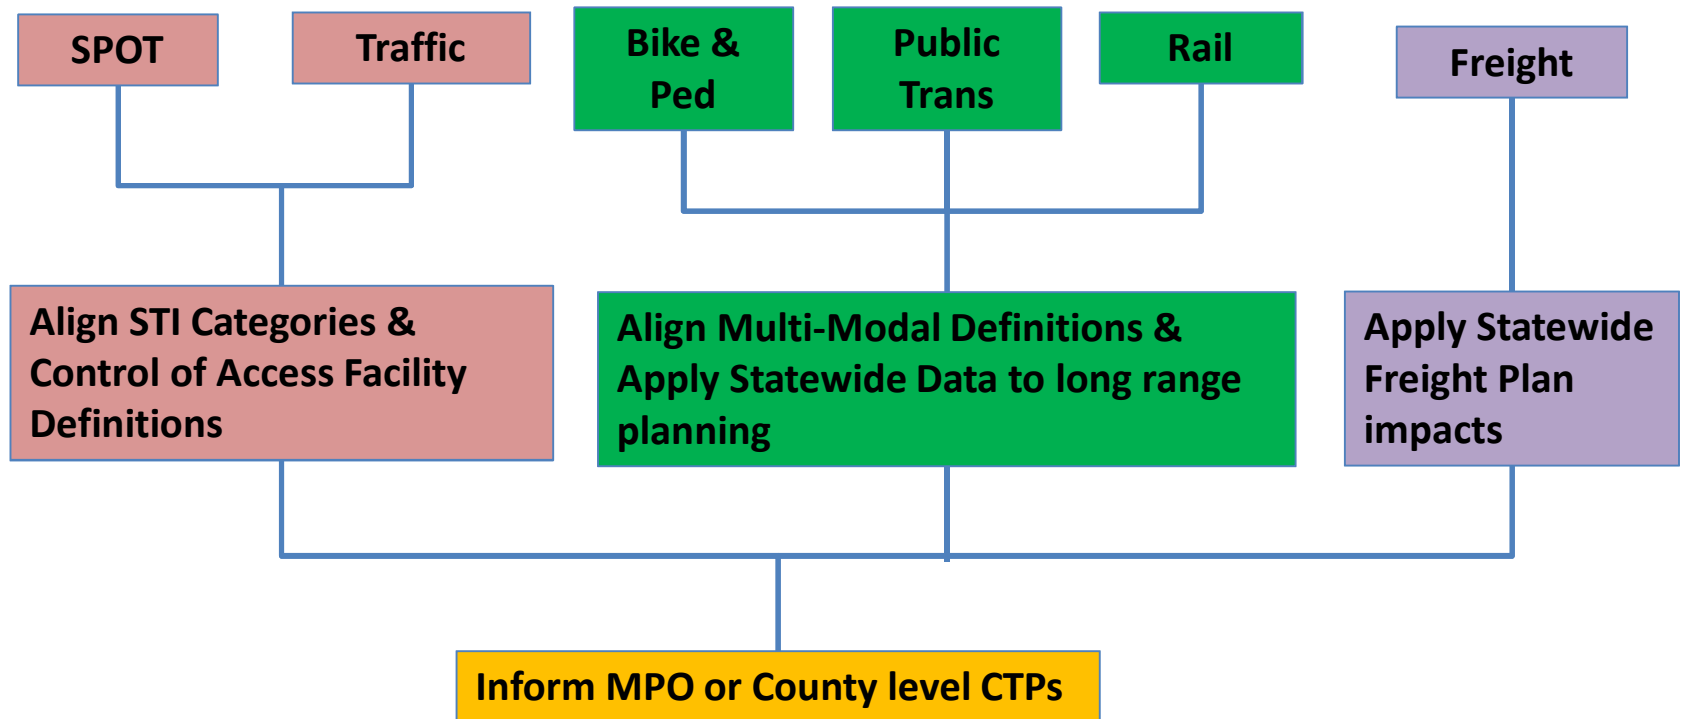 SPOT
Traffic
Bike &
Ped
Public
Trans
Rail
Freight
Align STI Categories &
Control of Access Facility
Definitions
Align Multi-Modal Definitions &
Apply Statewide Data to long range
planning
Apply Statewide
Freight Plan
impacts
Inform MPO or County level CTPs